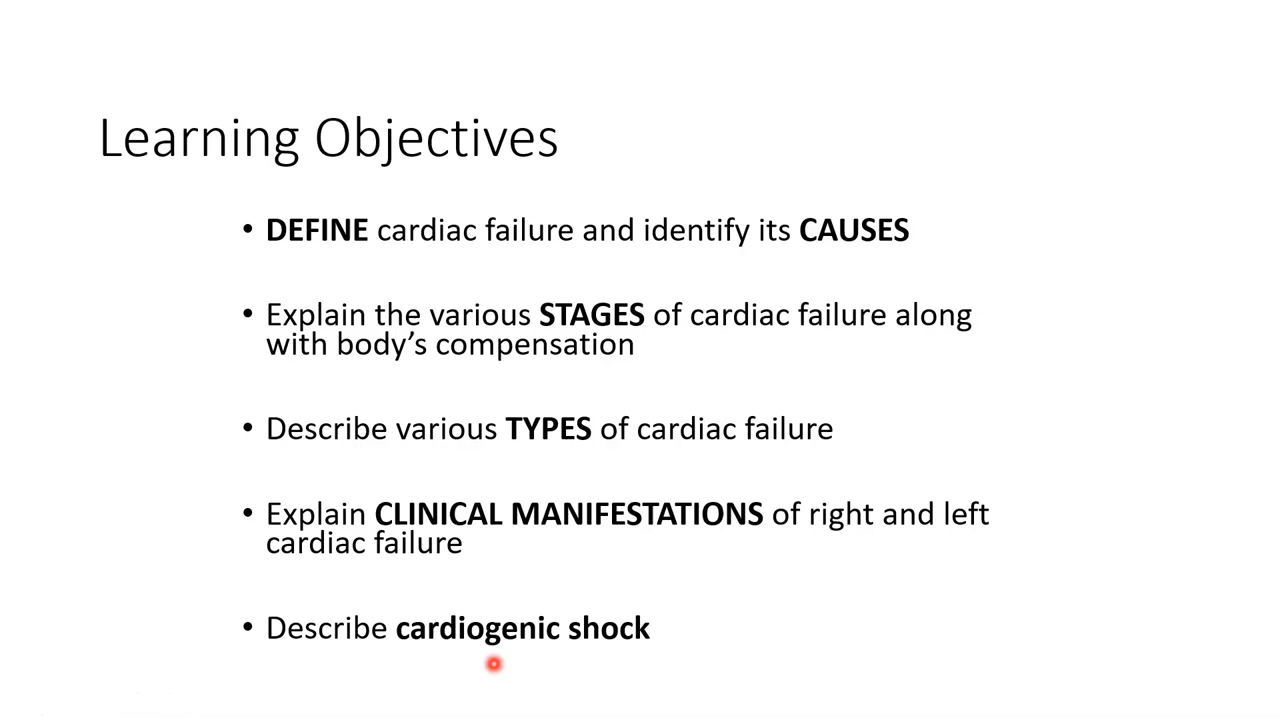 Learning Objectives
• DEFINE cardiac failure and identify its CAUSES
• Explain the various STAGES of cardiac failure along
with body’s compensation
• Describe various TYPES of cardiac failure
• Explain CLINICAL MANIFESTATIONS of right and left
cardiac failure
• Describe cardiogenic shock